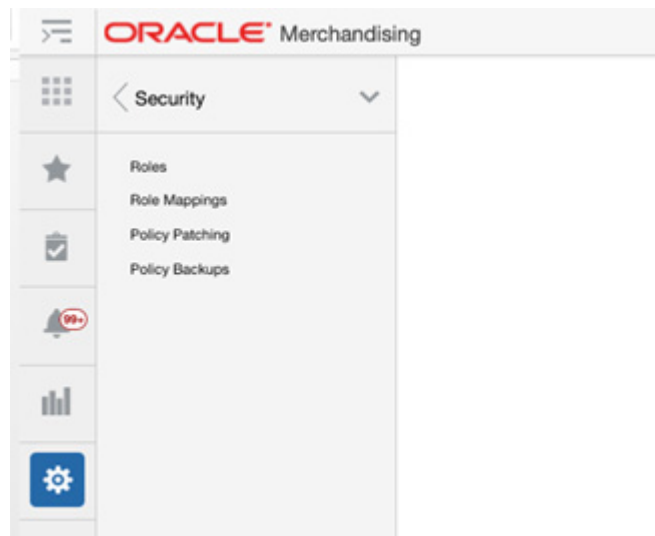 ORACLE® Merchandising
Security
Roles
Role Mappings
Policy Patching
Policy Backups
99+